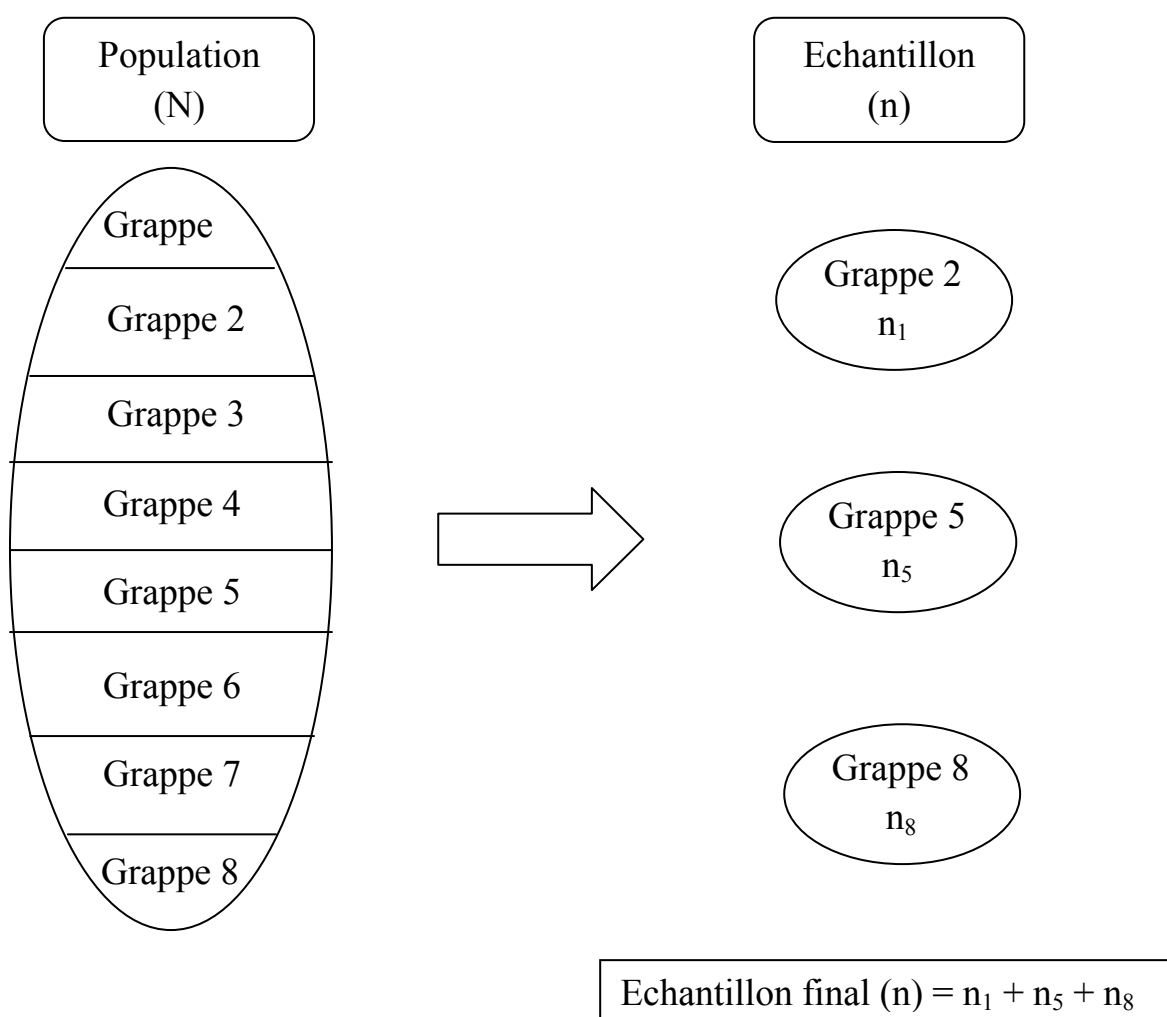 Population
(N)
Echantillon
(n)
Grappe
Grappe 2
Grappe 3
Grappe 4
Grappe 5
Grappe 6
Grappe 7
Grappe 8
Grappe 2
n₁
Grappe 5
n₅
Grappe 8
n₈
Echantillon final (n) = n₁ + n₅ + n₈